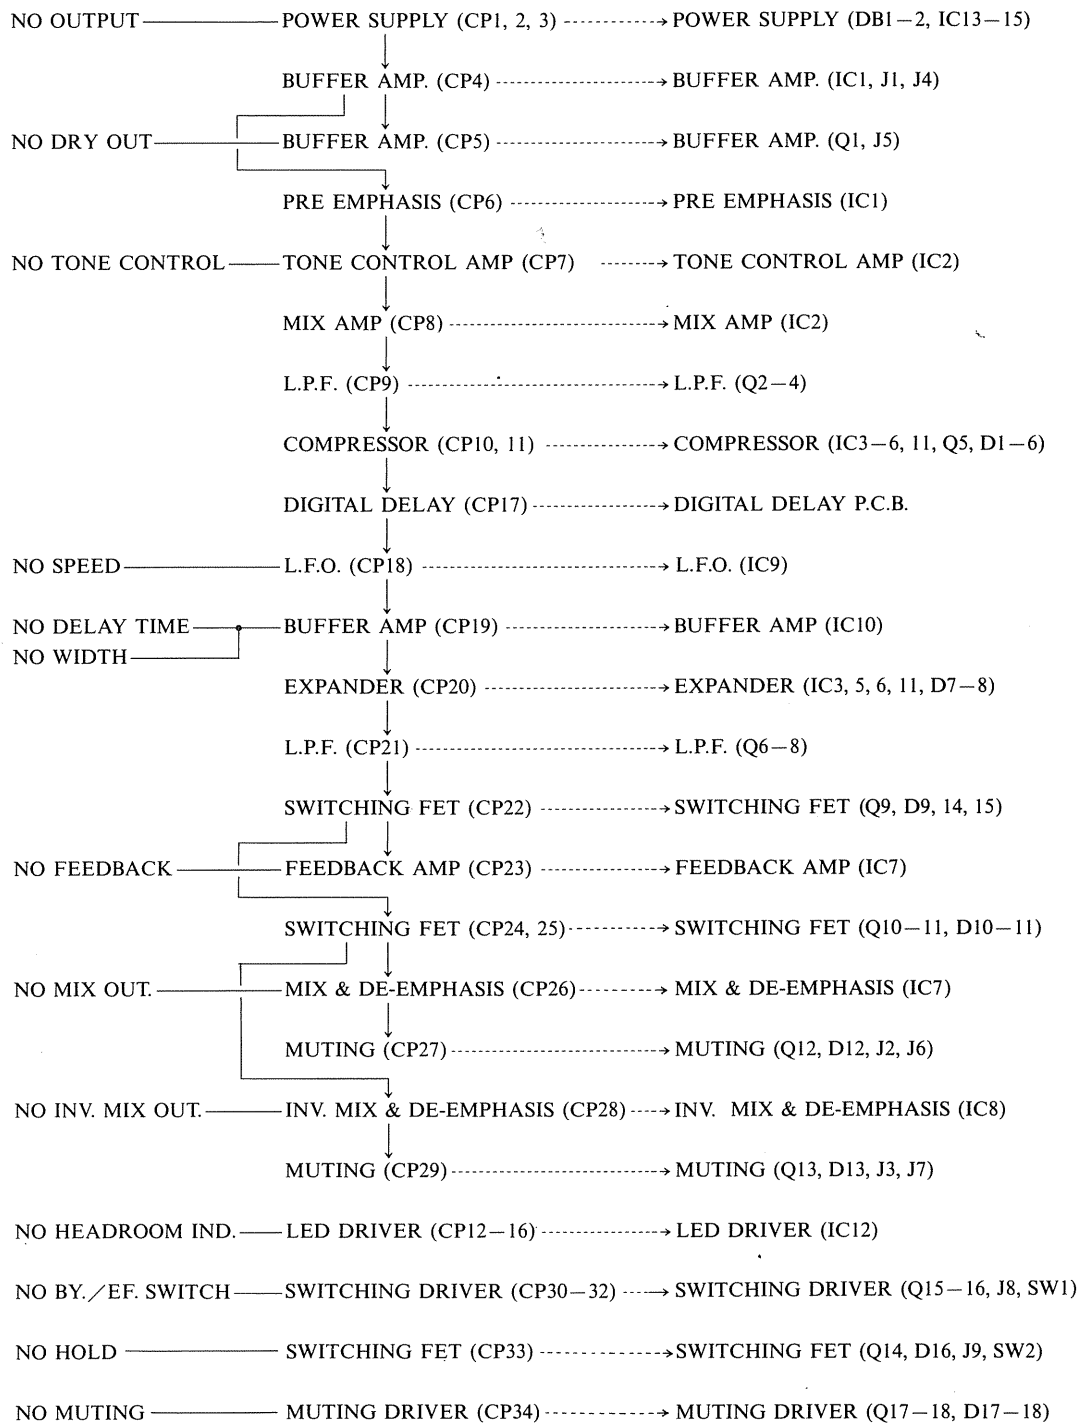 NO OUTPUT POWER SUPPLY (CP1, 2, 3) POWER SUPPLY (DB1–2, IC13–15)
BUFFER AMP. (CP4) BUFFER AMP. (IC1, J1, J4)
NO DRY OUT BUFFER AMP. (CP5) BUFFER AMP. (Q1, J5)
PRE EMPHASIS (CP6) PRE EMPHASIS (IC1)
NO TONE CONTROL TONE CONTROL AMP (CP7) TONE CONTROL AMP (IC2)
MIX AMP (CP8) MIX AMP (IC2)
L.P.F. (CP9) L.P.F. (Q2–4)
COMPRESSOR (CP10, 11) COMPRESSOR (IC3–6, 11, Q5, D1–6)
DIGITAL DELAY (CP17) DIGITAL DELAY P.C.B.
NO SPEED L.F.O. (CP18) L.F.O. (IC9)
NO DELAY TIME BUFFER AMP (CP19) BUFFER AMP (IC10)
NO WIDTH
EXPANDER (CP20) EXPANDER (IC3, 5, 6, 11, D7–8)
L.P.F. (CP21) L.P.F. (Q6–8)
SWITCHING FET (CP22) SWITCHING FET (Q9, D9, 14, 15)
NO FEEDBACK FEEDBACK AMP (CP23) FEEDBACK AMP (IC7)
SWITCHING FET (CP24, 25) SWITCHING FET (Q10–11, D10–11)
NO MIX OUT. MIX & DE-EMPHASIS (CP26) MIX & DE-EMPHASIS (IC7)
MUTING (CP27) MUTING (Q12, D12, J2, J6)
NO INV. MIX OUT. INV. MIX & DE-EMPHASIS (CP28) INV. MIX & DE-EMPHASIS (IC8)
MUTING (CP29) MUTING (Q13, D13, J3, J7)
NO HEADROOM IND. LED DRIVER (CP12–16) LED DRIVER (IC12)
NO BY./EF. SWITCH SWITCHING DRIVER (CP30–32) SWITCHING DRIVER (Q15–16, J8, SW1)
NO HOLD SWITCHING FET (CP33) SWITCHING FET (Q14, D16, J9, SW2)
NO MUTING MUTING DRIVER (CP34) MUTING DRIVER (Q17–18, D17–18)